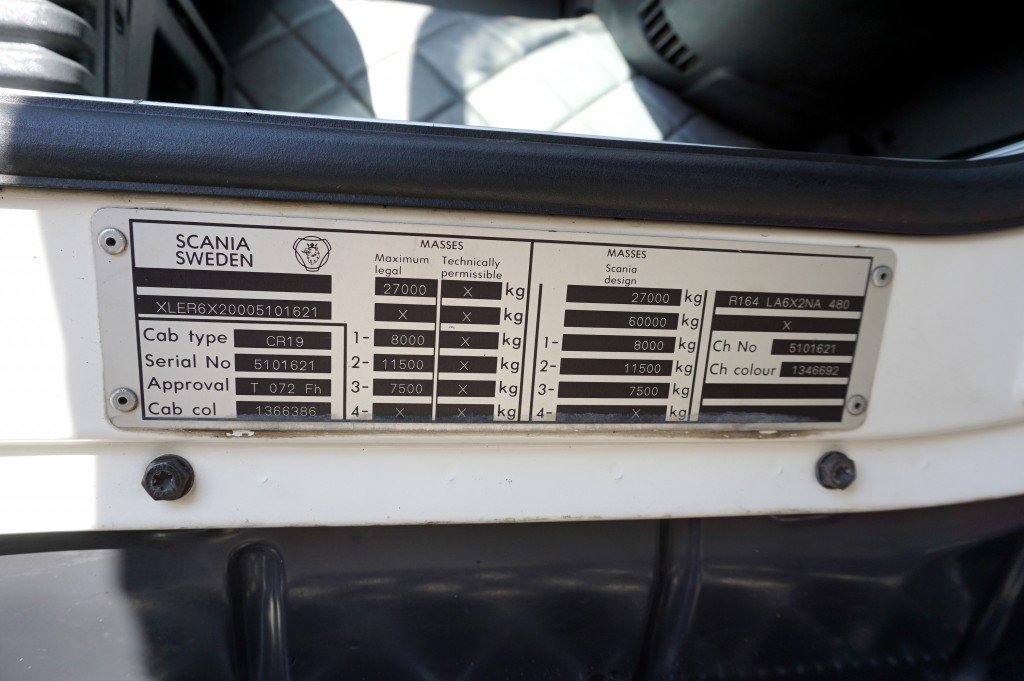 SCANIA
SWEDEN
XLER6X20005101621
Cab type CR19
Serial No 5101621
Approval T 072 Fh
Cab col 1366386
MASSES
Maximum legal
Technically permissible
27000 X kg
X X kg
1- 8000 X kg
2- 11500 X kg
3- 7500 X kg
4- X X kg
MASSES
Scania design
27000 kg
60000 kg
1- 8000 kg
2- 11500 kg
3- 7500 kg
4- X kg
R164 LA6X2NA 480
X
Ch No 5101621
Ch colour 1346692